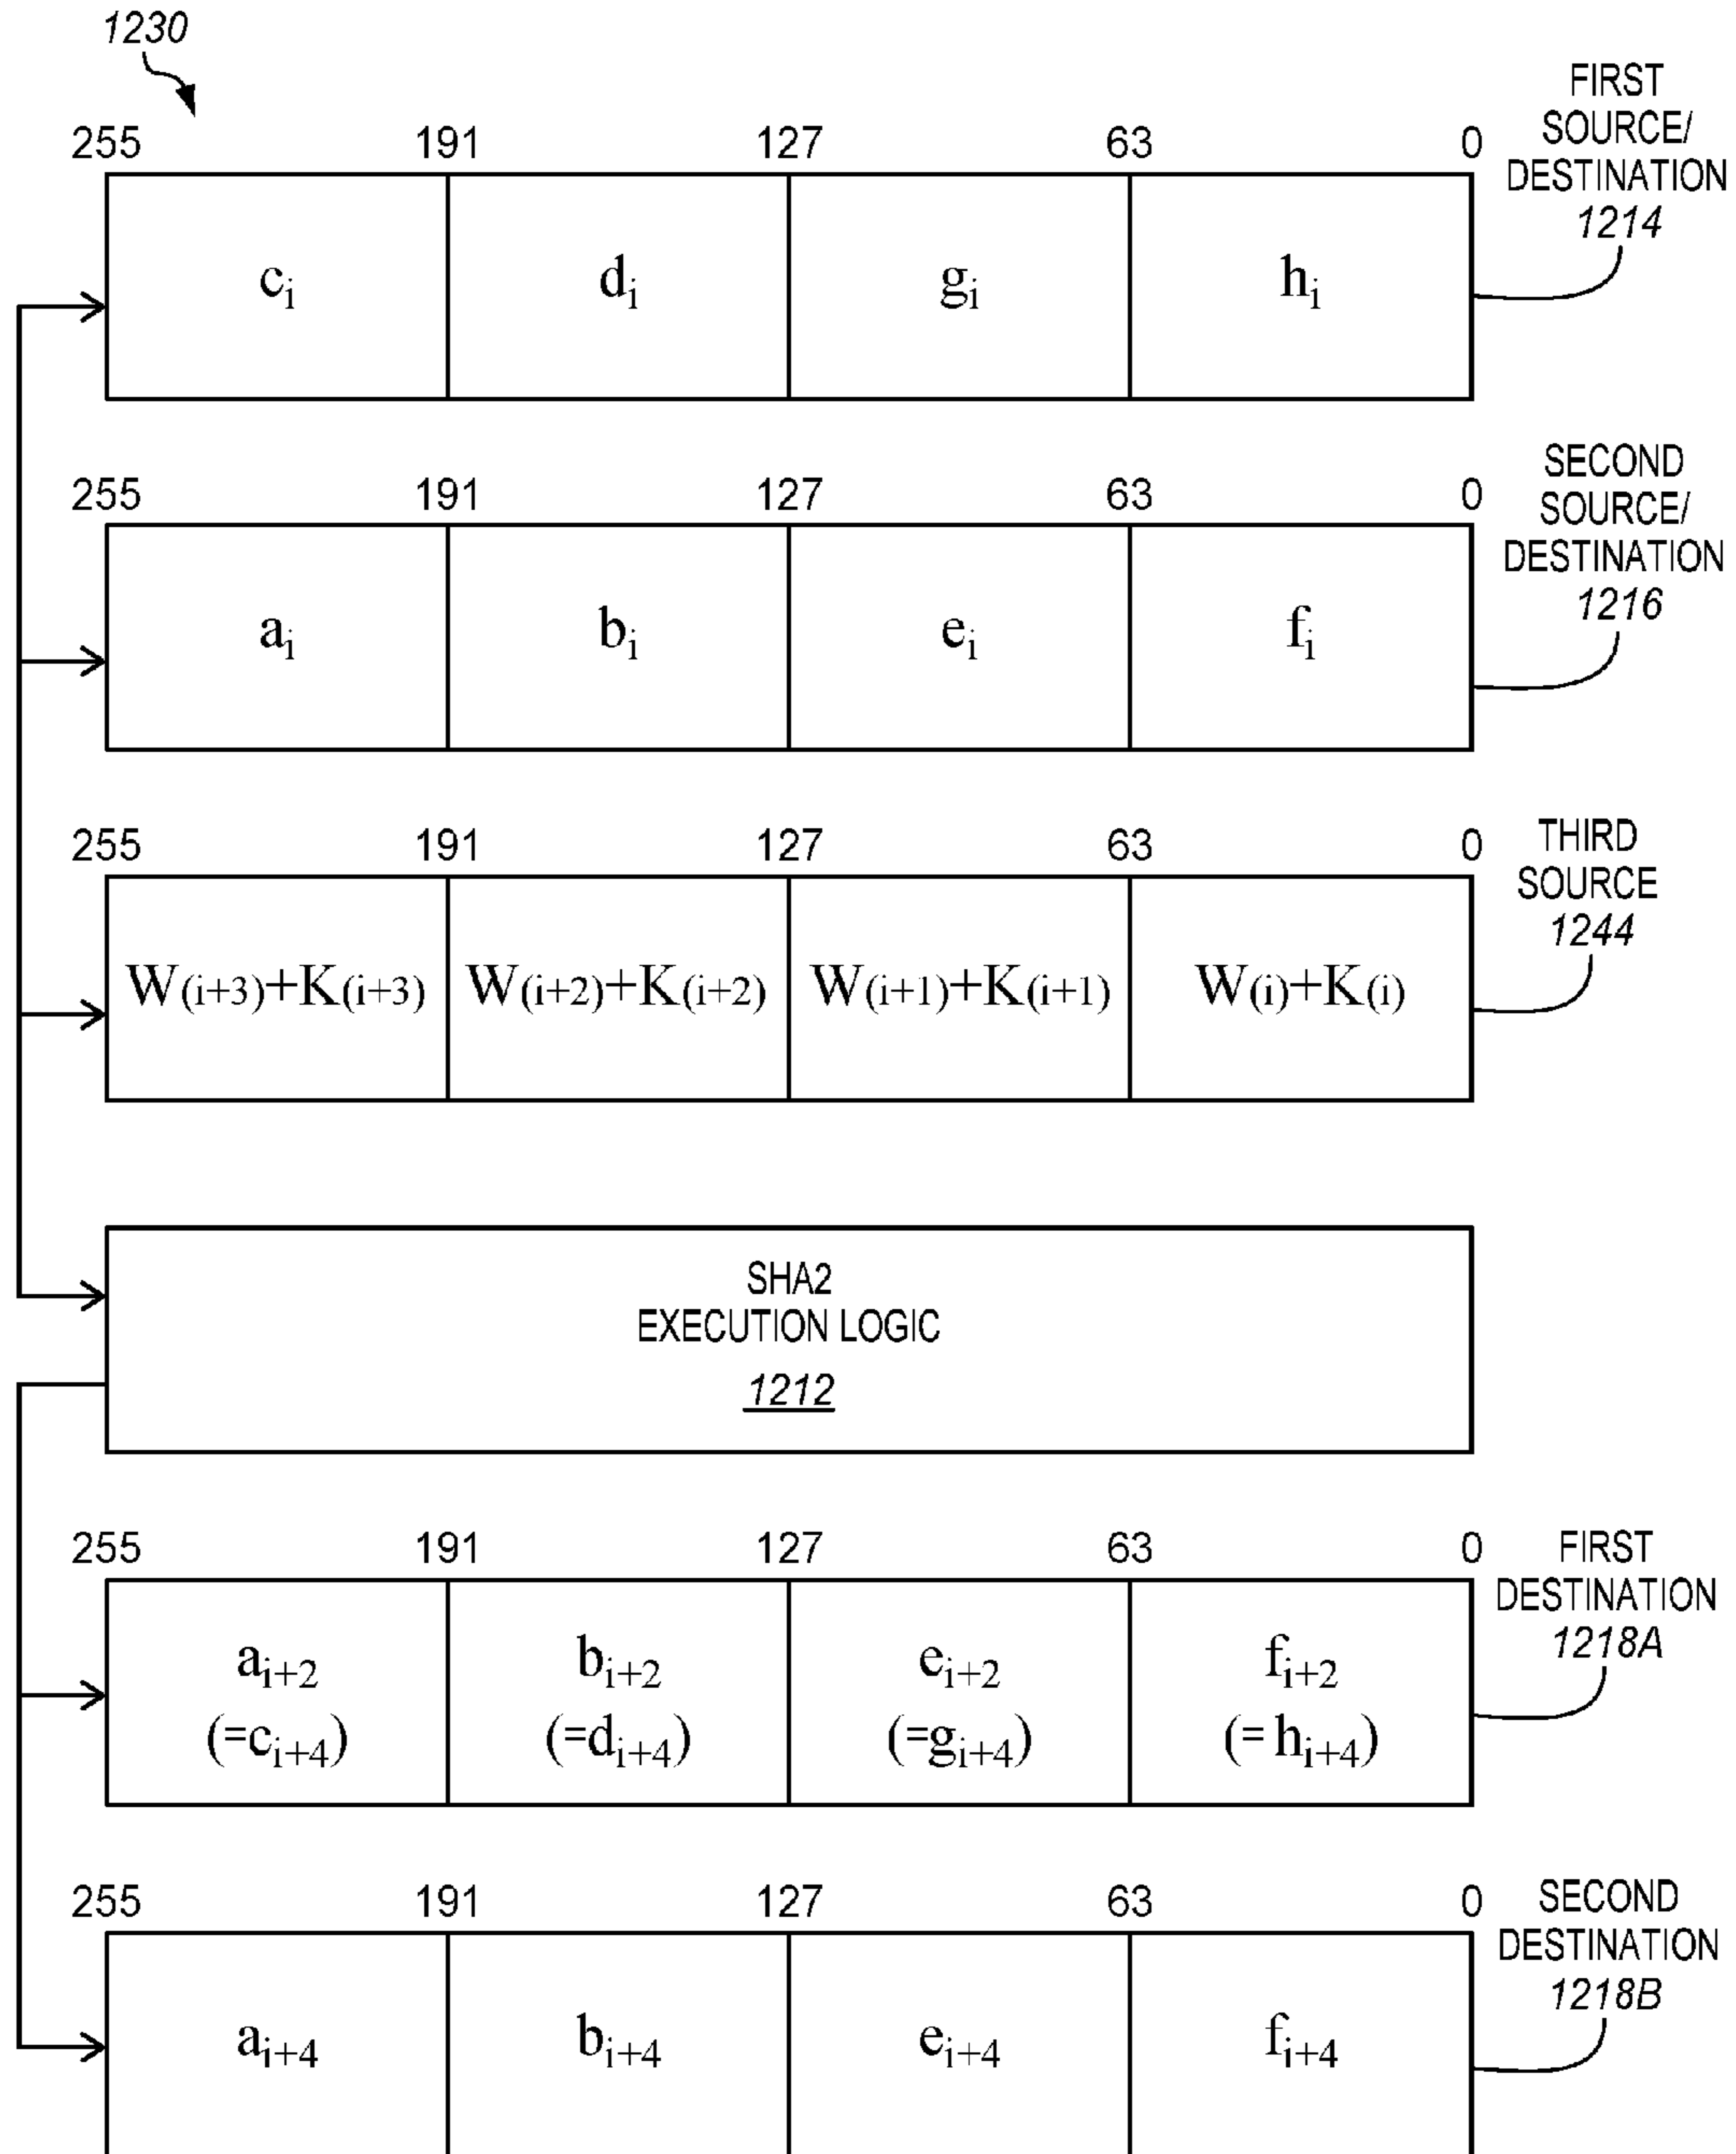 1230
FIRST
SOURCE/
DESTINATION
1214
255 191 127 63 0
cᵢ dᵢ gᵢ hᵢ
SECOND
SOURCE/
DESTINATION
1216
255 191 127 63 0
aᵢ bᵢ eᵢ fᵢ
THIRD
SOURCE
1244
255 191 127 63 0
W(i+3)+K(i+3) W(i+2)+K(i+2) W(i+1)+K(i+1) W(i)+K(i)
SHA2
EXECUTION LOGIC
1212
FIRST
DESTINATION
1218A
255 191 127 63 0
aᵢ₊₂ bᵢ₊₂ eᵢ₊₂ fᵢ₊₂
(=cᵢ₊₄) (=dᵢ₊₄) (=gᵢ₊₄) (= hᵢ₊₄)
SECOND
DESTINATION
1218B
255 191 127 63 0
aᵢ₊₄ bᵢ₊₄ eᵢ₊₄ fᵢ₊₄